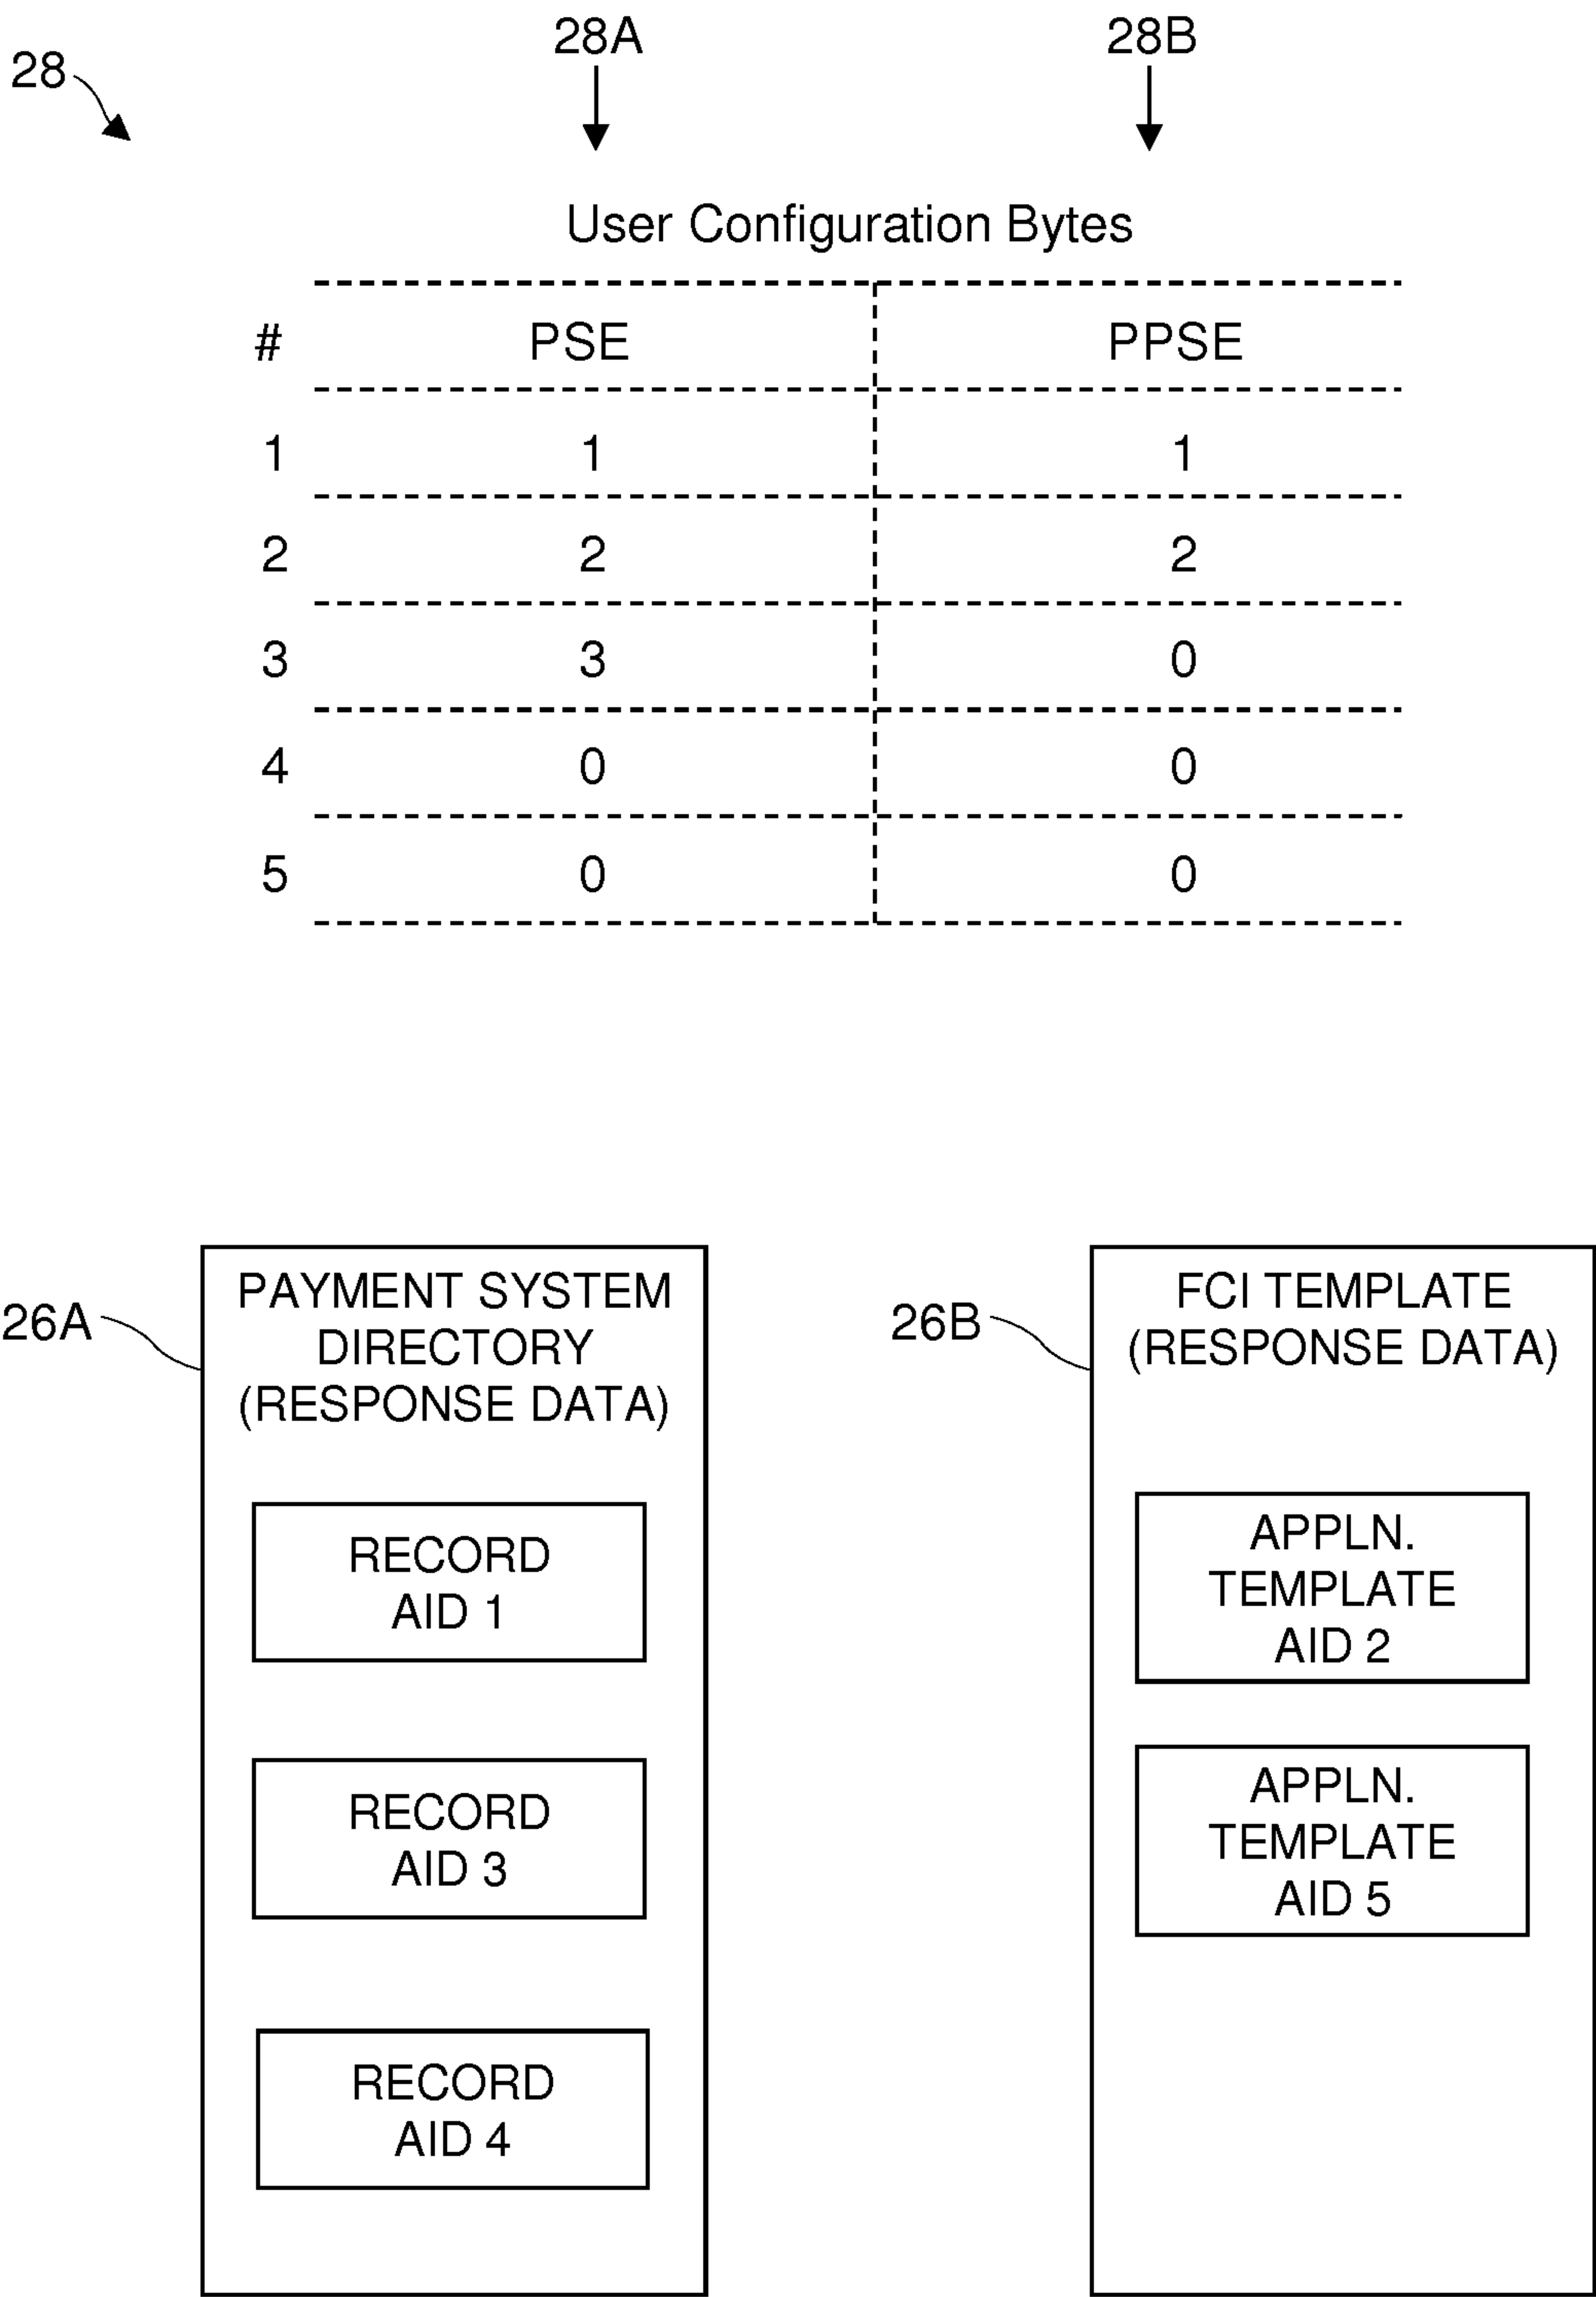 28
28A
28B
User Configuration Bytes
# PSE PPSE
1 1 1
2 2 2
3 3 0
4 0 0
5 0 0
26A
PAYMENT SYSTEM
DIRECTORY
(RESPONSE DATA)
RECORD
AID 1
RECORD
AID 3
RECORD
AID 4
26B
FCI TEMPLATE
(RESPONSE DATA)
APPLN.
TEMPLATE
AID 2
APPLN.
TEMPLATE
AID 5